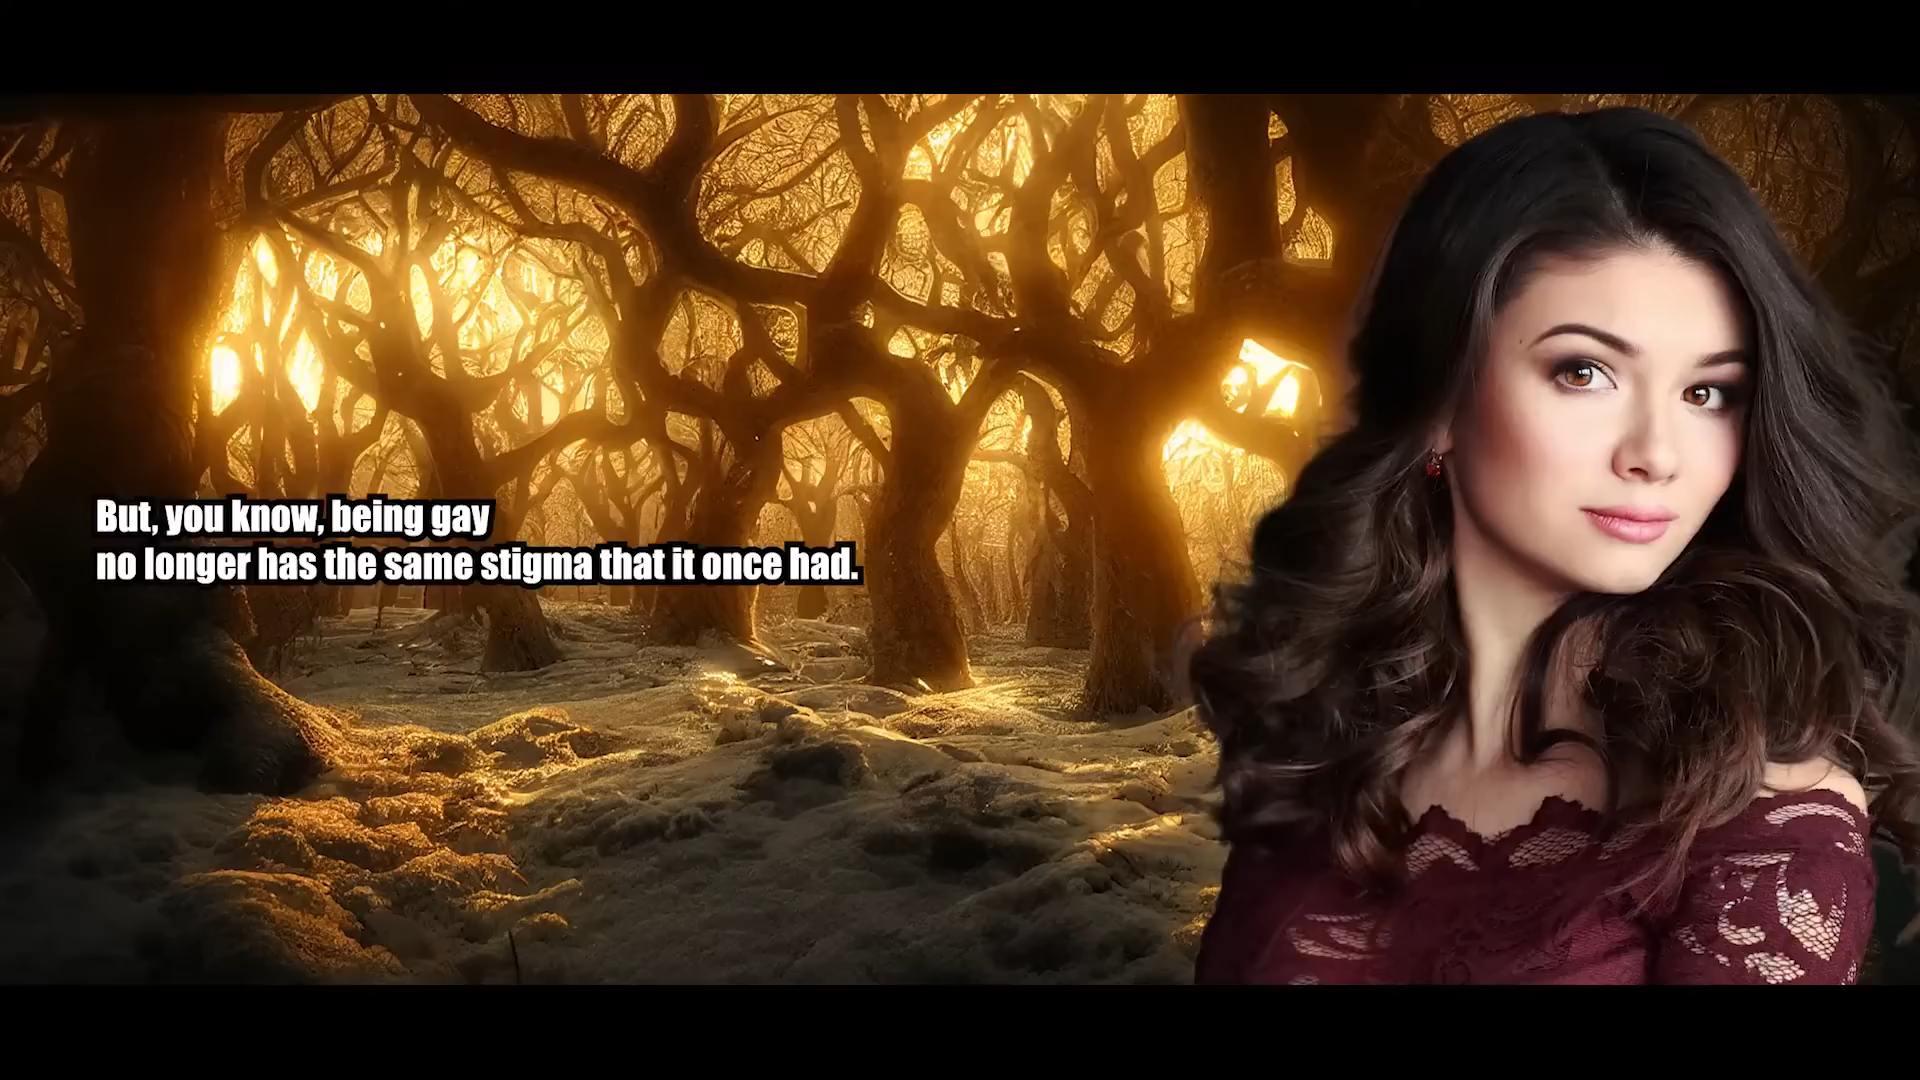 But, you know, being gay
no longer has the same stigma that it once had.